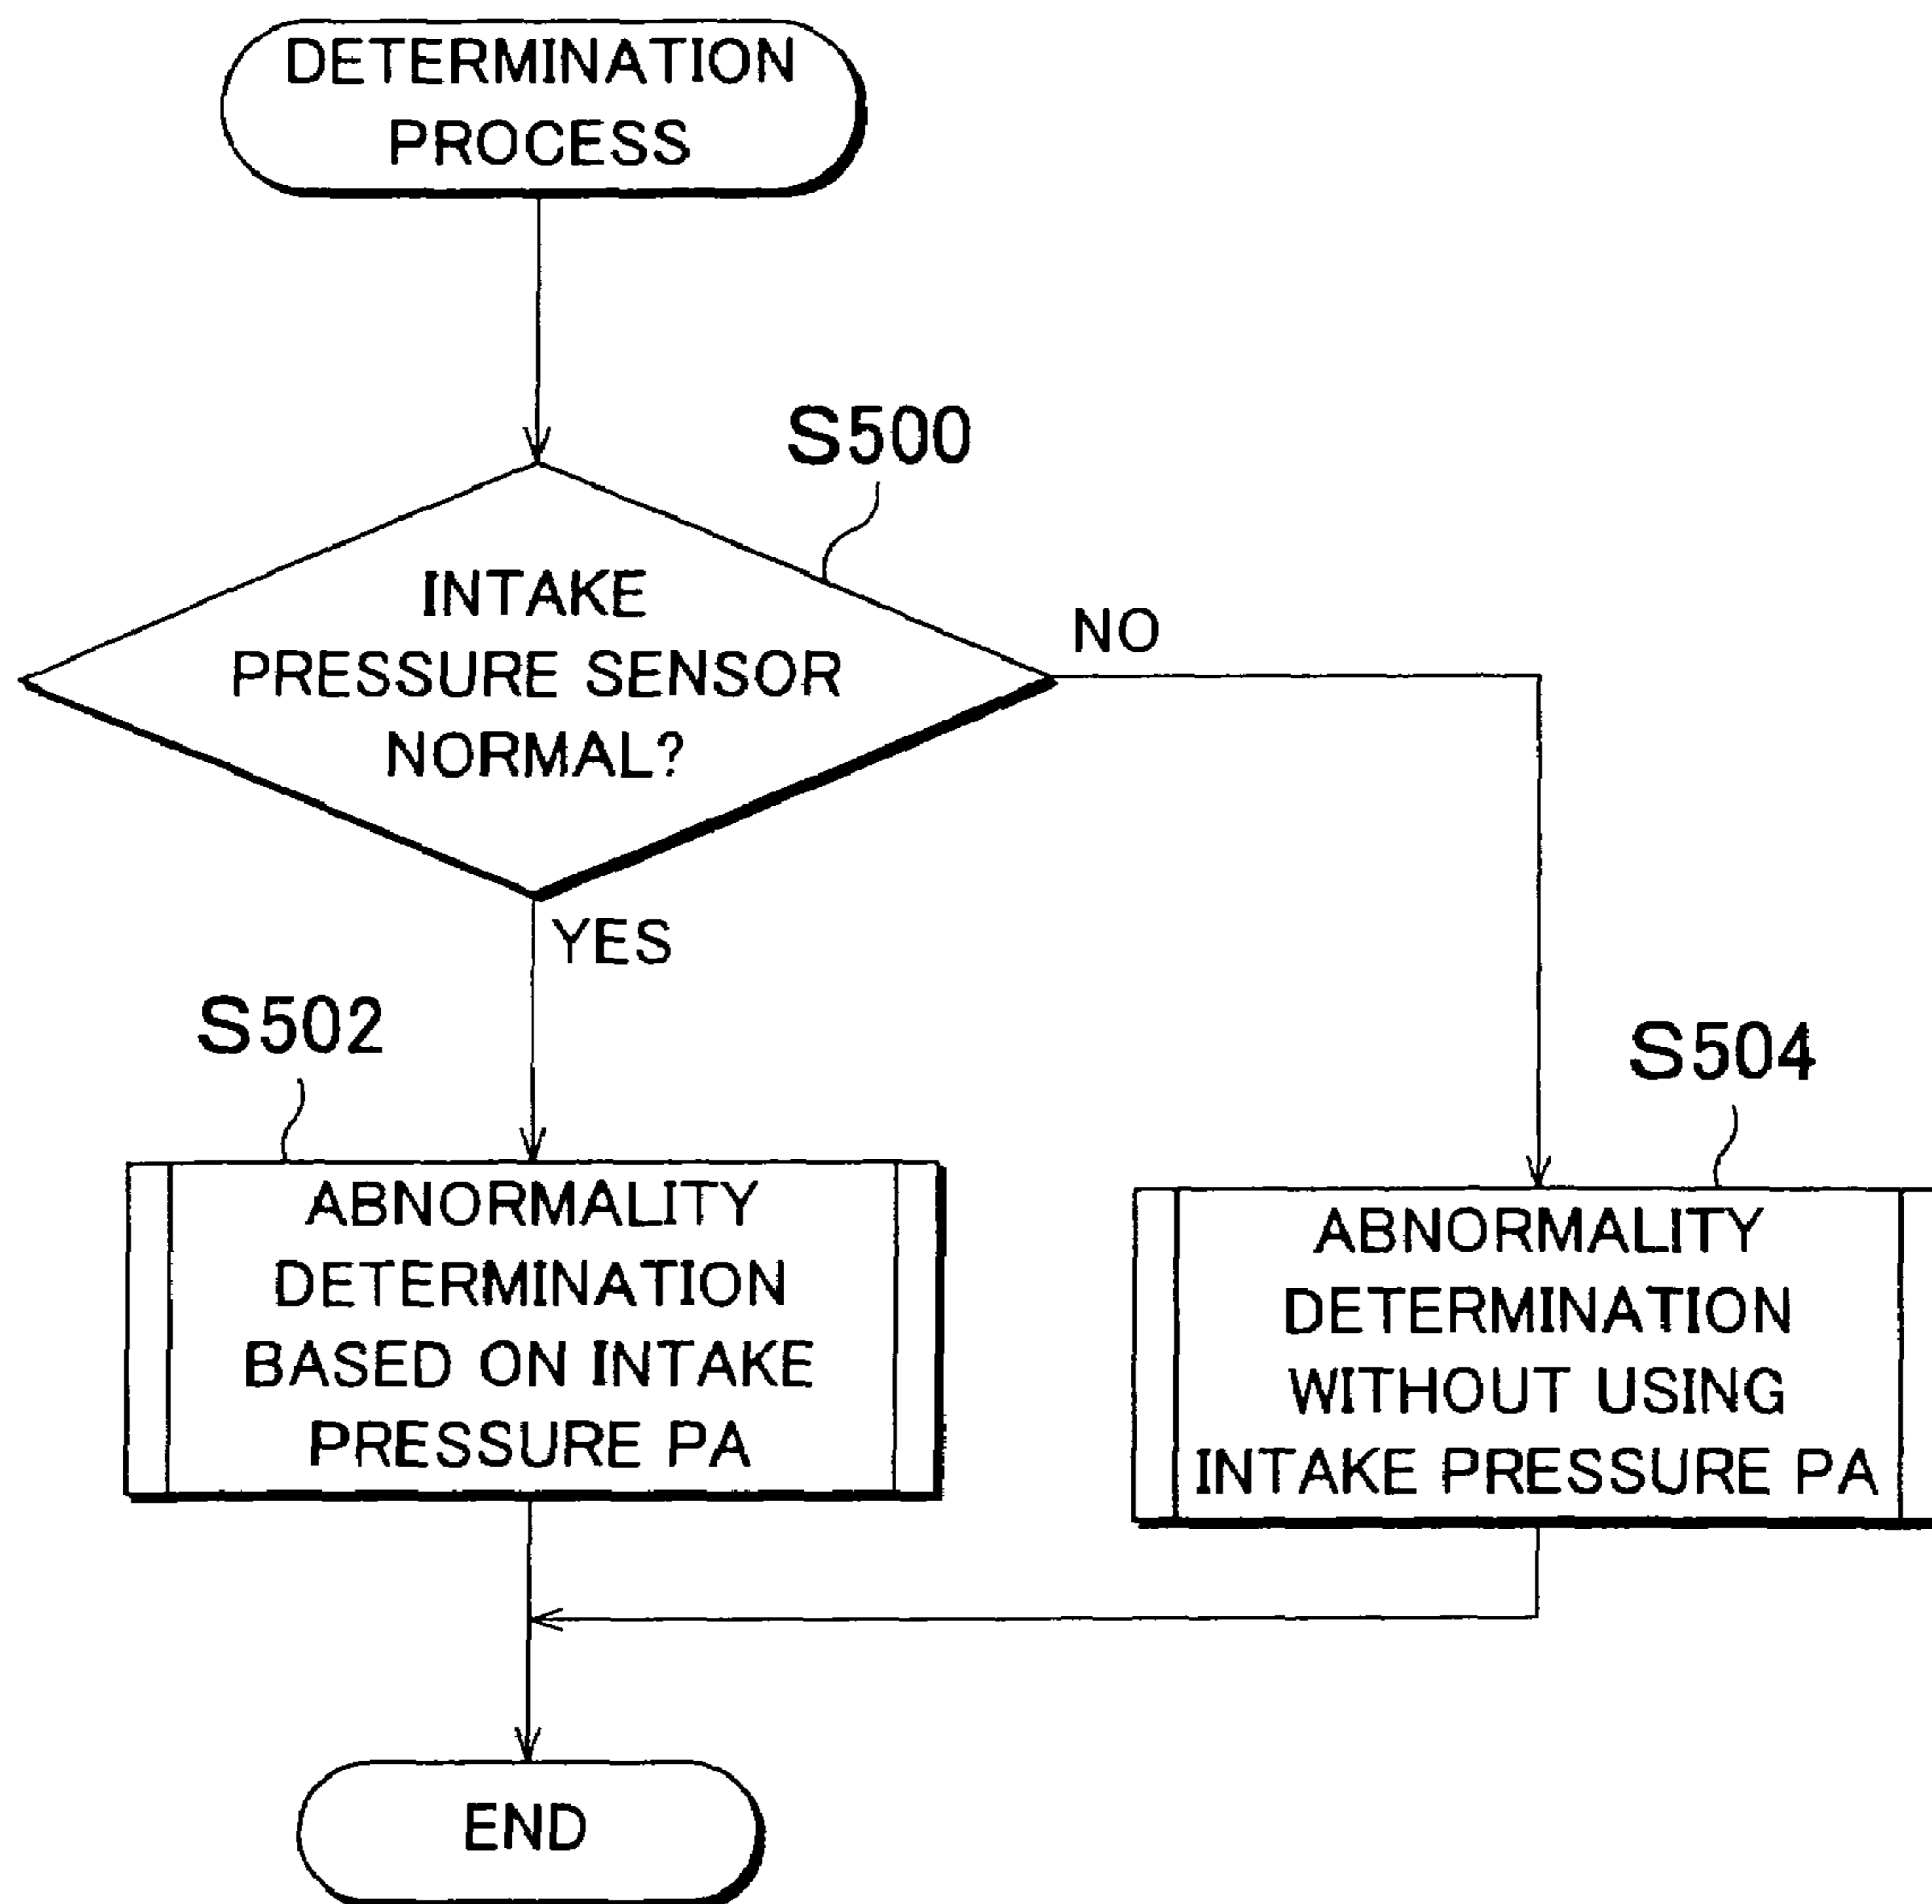 DETERMINATION
PROCESS
S500
INTAKE
PRESSURE SENSOR
NORMAL?
NO
YES
S502
S504
ABNORMALITY
DETERMINATION
BASED ON INTAKE
PRESSURE PA
ABNORMALITY
DETERMINATION
WITHOUT USING
INTAKE PRESSURE PA
END